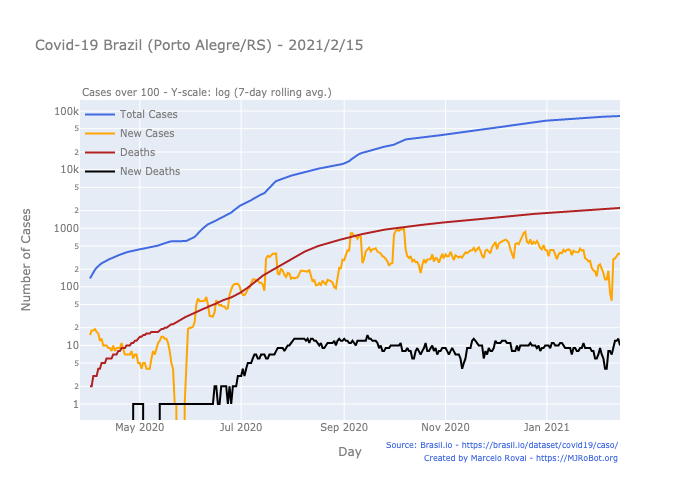 Covid-19 Brazil (Porto Alegre/RS) - 2021/2/15
Cases over 100 - Y-scale: log (7-day rolling avg.)
Total Cases
New Cases
Deaths
New Deaths
Number of Cases
100k
5
2
10k
5
2
1000
5
2
100
5
2
10
5
2
1
May 2020
Jul 2020
Sep 2020
Nov 2020
Jan 2021
Day
Source: Brasil.io - https://brasil.io/dataset/covid19/caso/
Created by Marcelo Rovai - https://MJRoBot.org